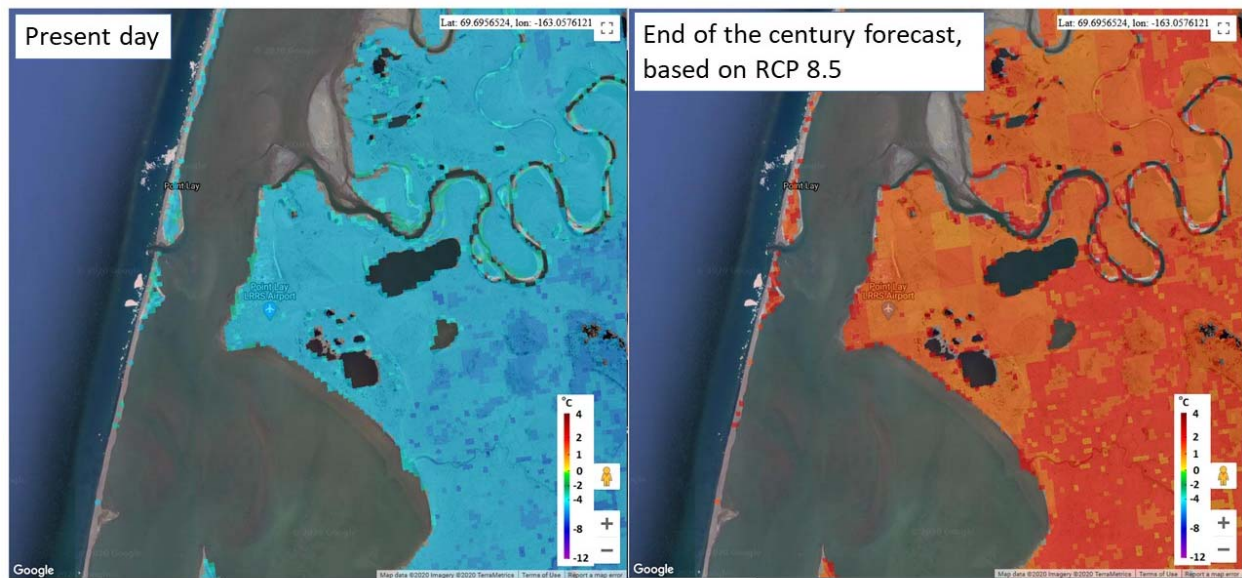 Present day
Lat: 69.6956524, lon: -163.0576121
Point Lay
Point Lay
LRRS Airport
°C
4
2
1
0
-2
-4
-8
-12
+
−
Google
Map data ©2020 Imagery ©2020 TerraMetrics
Terms of Use
Report a map error
End of the century forecast,
based on RCP 8.5
Lat: 69.6956524, lon: -163.0576121
Point Lay
Point Lay
LRRS Airport
°C
4
2
1
0
-2
-4
-8
-12
+
−
Google
Map data ©2020 Imagery ©2020 TerraMetrics
Terms of Use
Report a map error